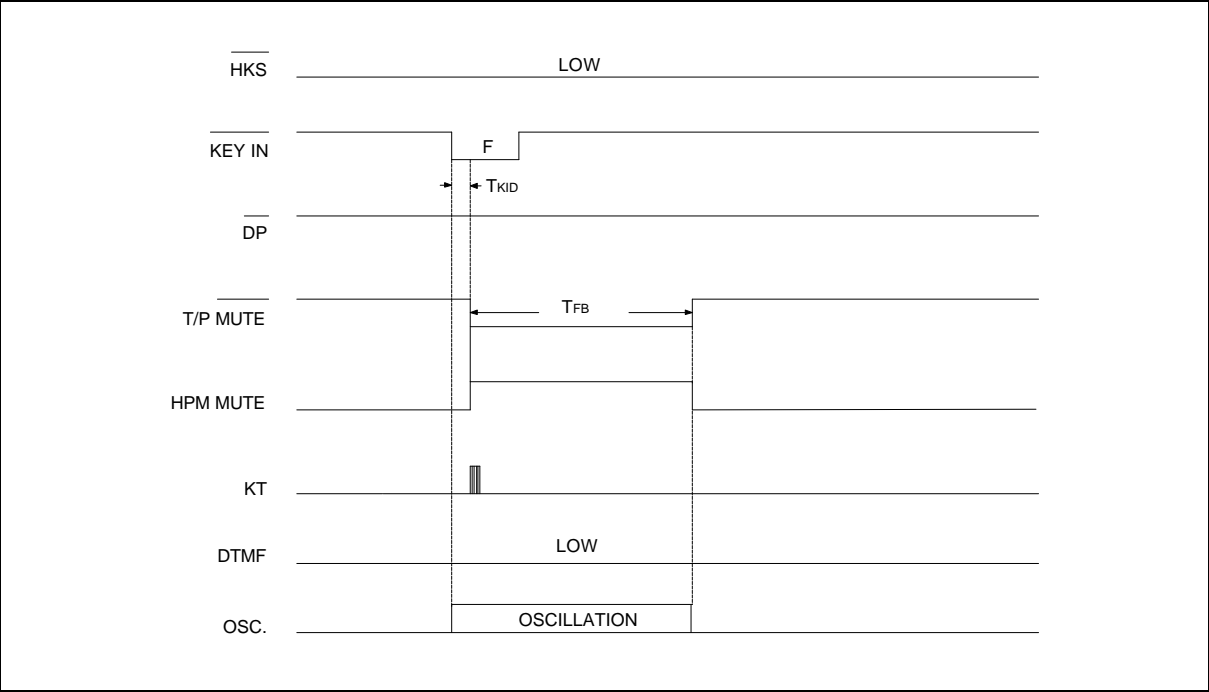 HKS
LOW
KEY IN
F
TKID
DP
T/P MUTE
TFB
HPM MUTE
KT
DTMF
LOW
OSC.
OSCILLATION